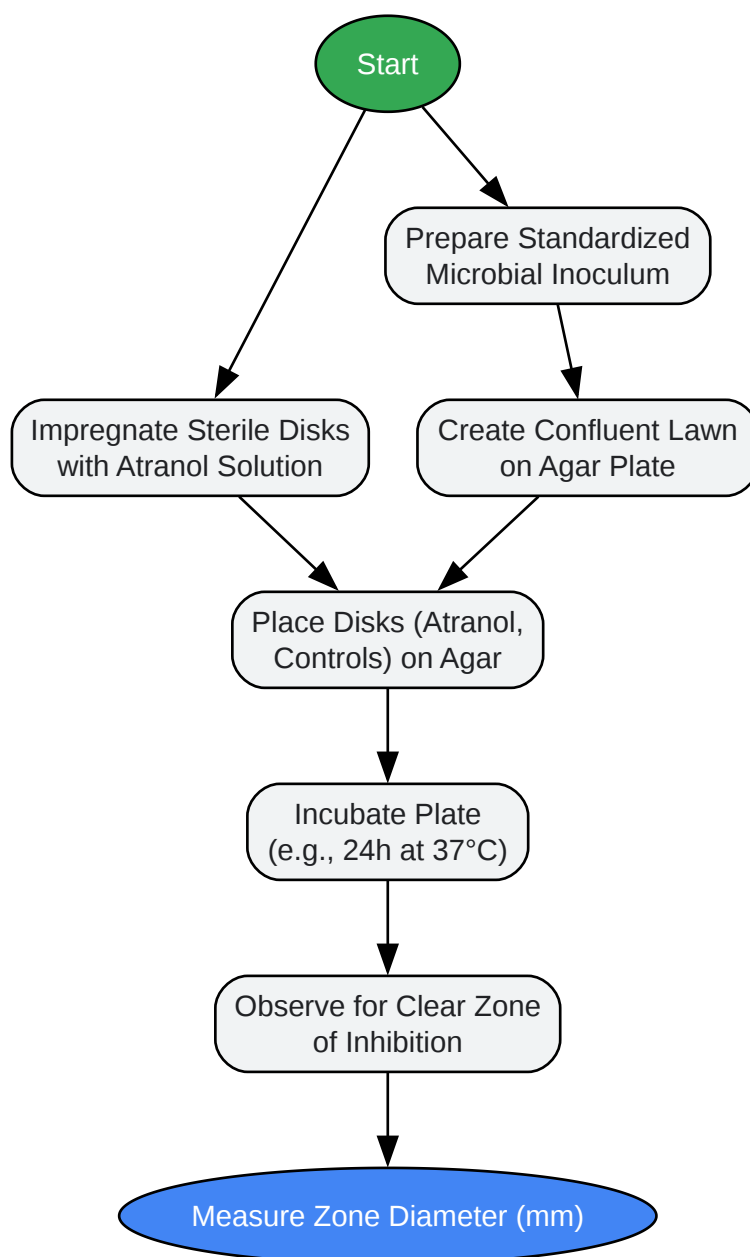 Start
Prepare Standardized
Microbial Inoculum
Impregnate Sterile Disks
with Atranol Solution
Create Confluent Lawn
on Agar Plate
Place Disks (Atranol,
Controls) on Agar
Incubate Plate
(e.g., 24h at 37°C)
Observe for Clear Zone
of Inhibition
Measure Zone Diameter (mm)